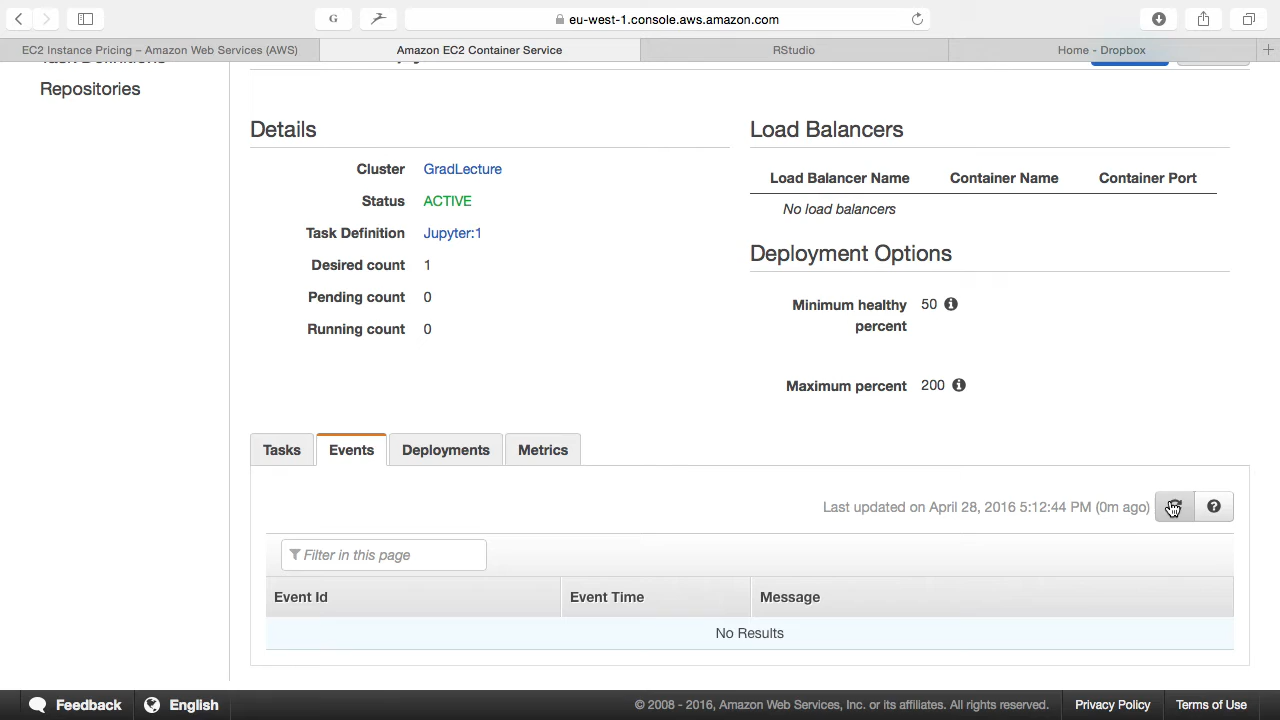 G
eu-west-1.console.aws.amazon.com
EC2 Instance Pricing – Amazon Web Services (AWS)
Amazon EC2 Container Service
RStudio
Home - Dropbox
Repositories
Details
Load Balancers
Cluster GradLecture
Load Balancer Name Container Name Container Port
Status ACTIVE
No load balancers
Task Definition Jupyter:1
Deployment Options
Desired count 1
Pending count 0
Minimum healthy percent 50
Running count 0
Maximum percent 200
Tasks Events Deployments Metrics
Last updated on April 28, 2016 5:12:44 PM (0m ago)
Filter in this page
Event Id Event Time Message
No Results
Feedback English © 2008 - 2016, Amazon Web Services, Inc. or its affiliates. All rights reserved. Privacy Policy Terms of Use